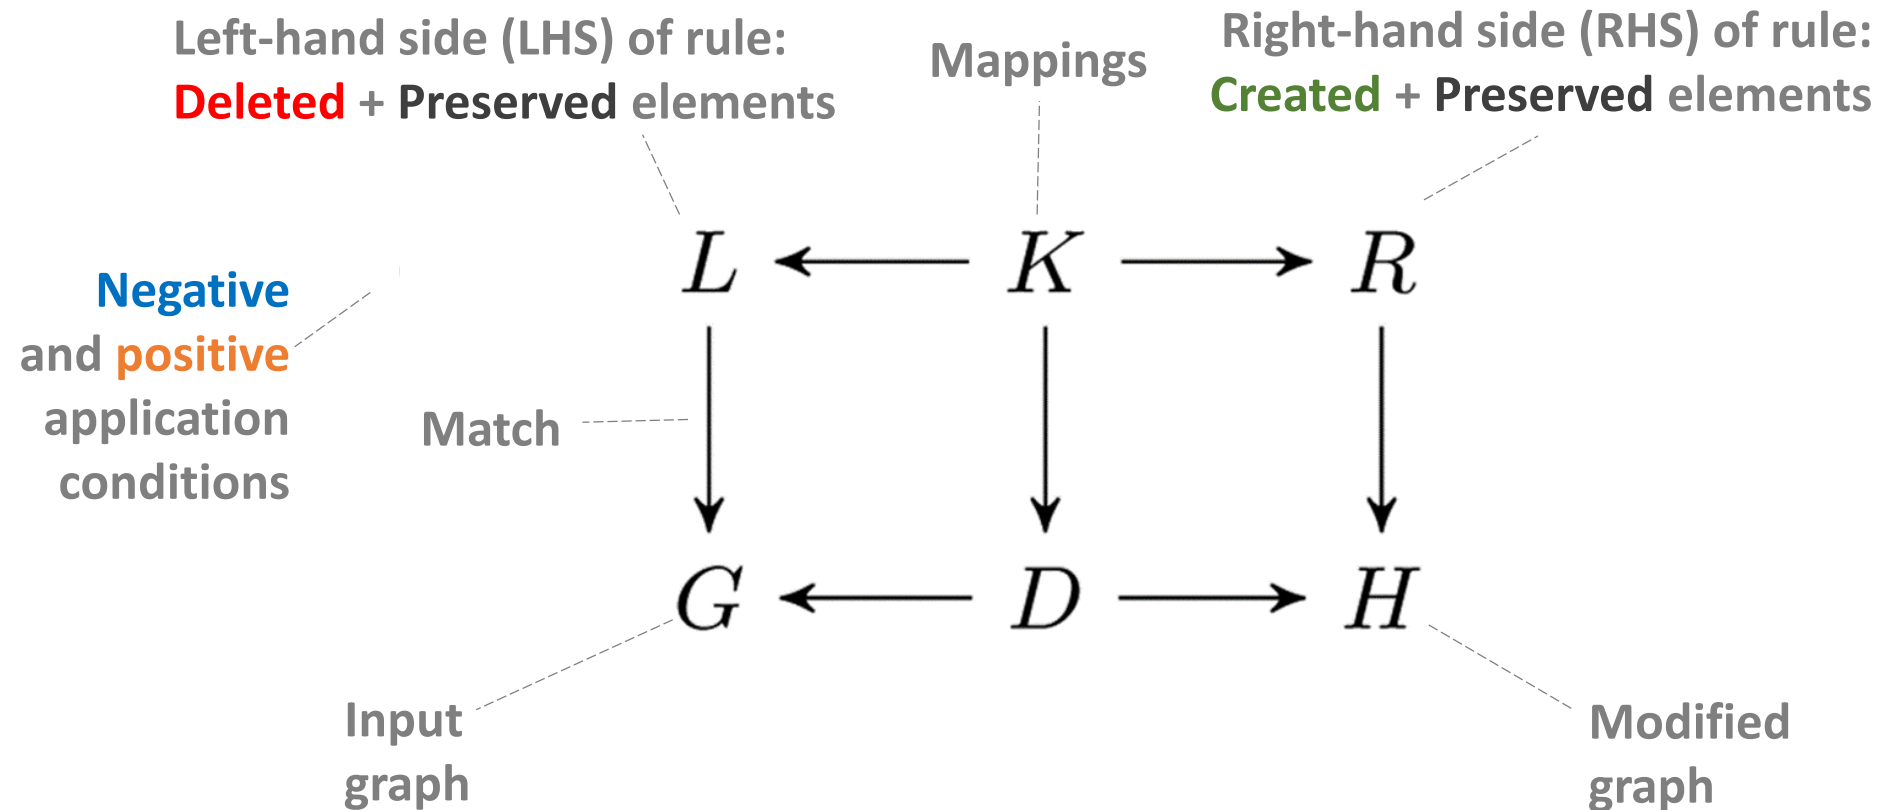 Left-hand side (LHS) of rule:
Deleted + Preserved elements
Mappings
Right-hand side (RHS) of rule:
Created + Preserved elements
L K R
Negative
and positive
application
conditions
Match
G D H
Input
graph
Modified
graph